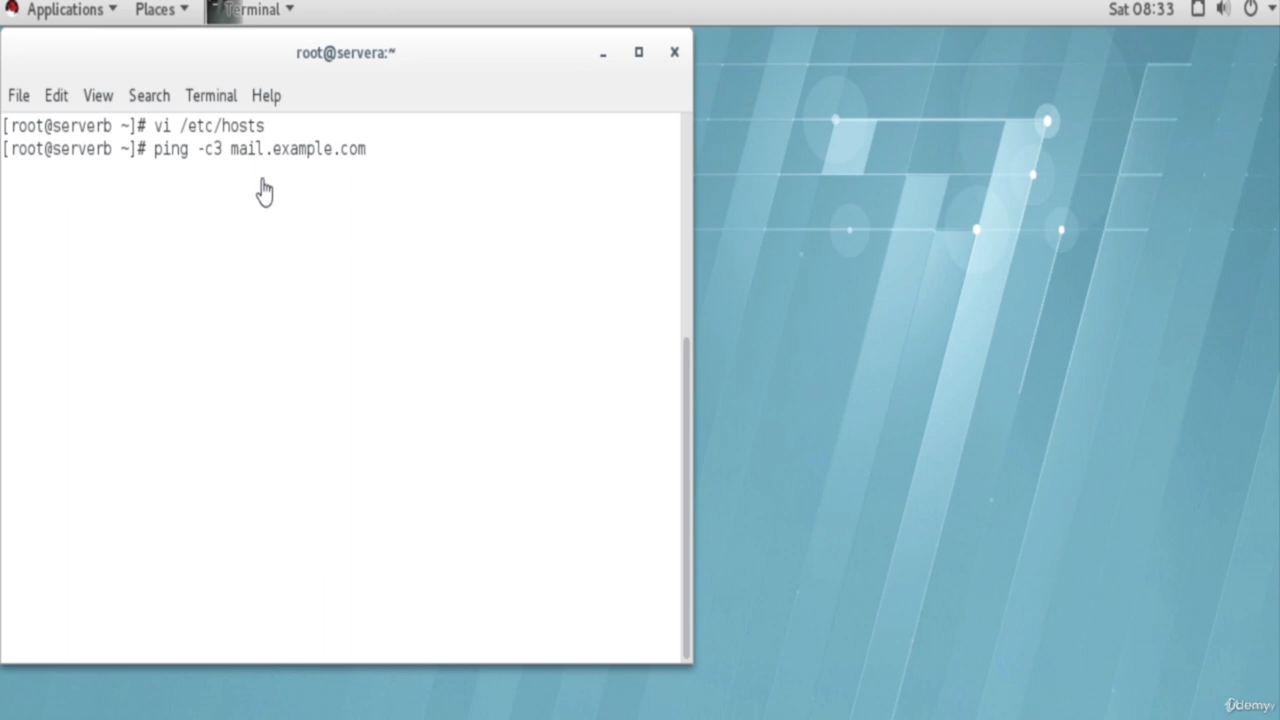 Applications Places Terminal Sat 08:33
root@servera:~
File Edit View Search Terminal Help
[root@serverb ~]# vi /etc/hosts
[root@serverb ~]# ping -c3 mail.example.com
Udemy